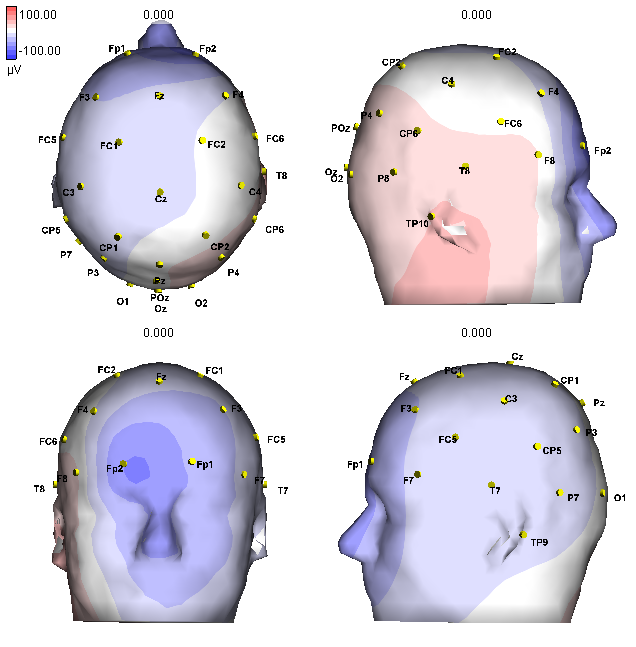 100.00
-100.00
µV
0.000
Fp1 Fp2
F3 Fz F4
FC5 FC1 FC2 FC6
T8
C3 Cz C4
CP5 CP1 CP2 CP6
P7 P3 Pz P4
O1 POz O2
Oz
0.000
CP2 FC2
C4 F4
P4
POz CP6 FC6
Fp2
F8
Oz
O2 P8 T8
TP10
0.000
FC2 Fz FC1
F4 F3
FC6 FC5
Fp2 Fp1
F8 F7
T8 T7
0.000
Cz
Fz FC1 CP1
C3 Pz
F3
P3
FC5 CP5
Fp1
F7 T7 P7 O1
TP9